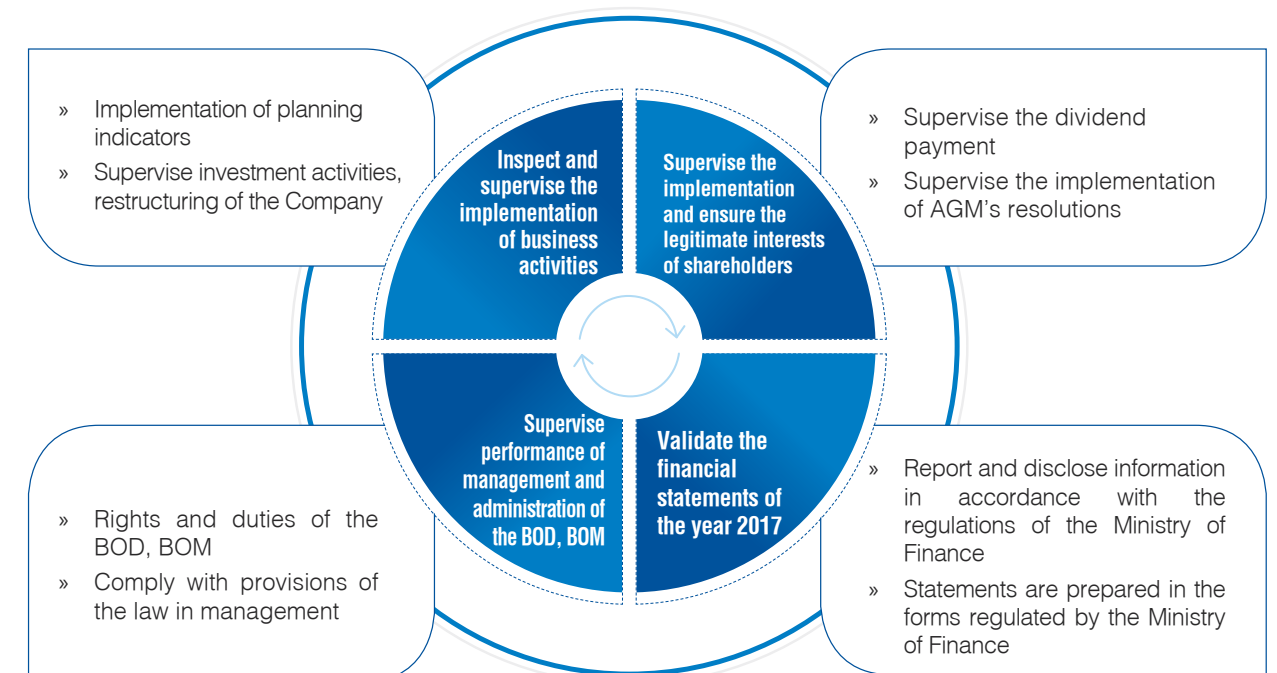 » Implementation of planning
indicators
» Supervise investment activities,
restructuring of the Company
Inspect and
supervise the
implementation
of business
activities
Supervise the
implementation
and ensure the
legitimate interests
of shareholders
» Supervise the dividend
payment
» Supervise the implementation
of AGM’s resolutions
» Rights and duties of the
BOD, BOM
» Comply with provisions of
the law in management
Supervise
performance of
management and
administration of
the BOD, BOM
Validate the
financial
statements of
the year 2017
» Report and disclose information
in accordance with the
regulations of the Ministry of
Finance
» Statements are prepared in the
forms regulated by the Ministry
of Finance